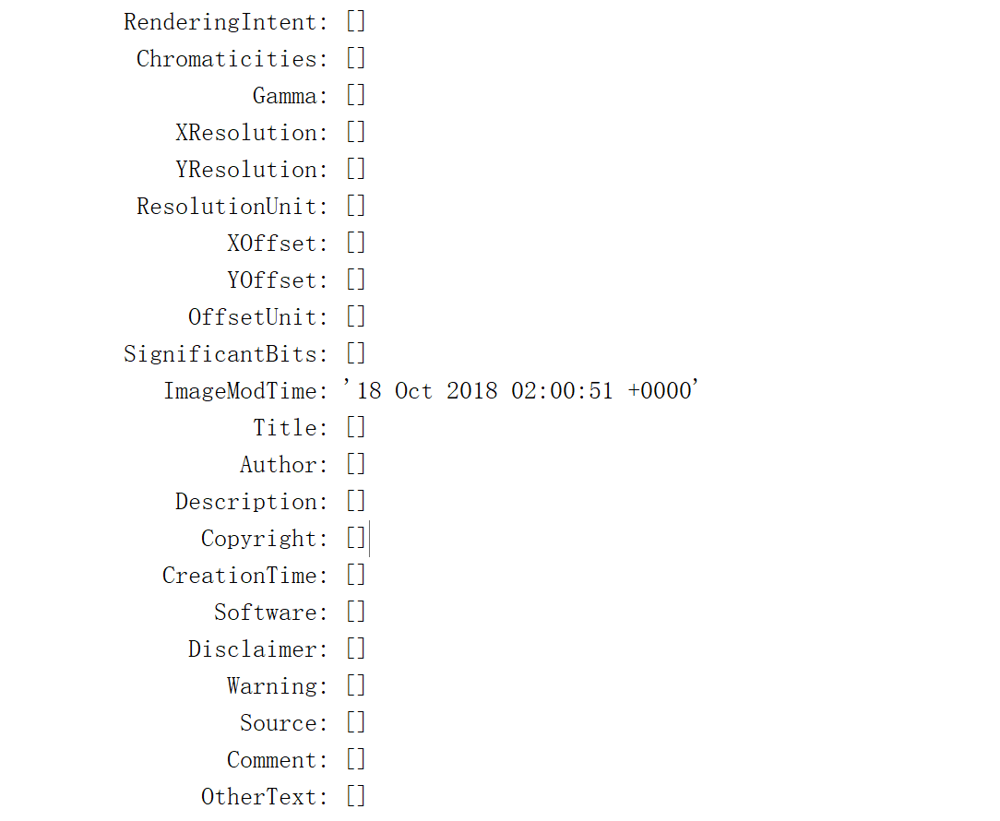 RenderingIntent: []
Chromaticities: []
Gamma: []
XResolution: []
YResolution: []
ResolutionUnit: []
XOffset: []
YOffset: []
OffsetUnit: []
SignificantBits: []
ImageModTime: '18 Oct 2018 02:00:51 +0000'
Title: []
Author: []
Description: []
Copyright: []
CreationTime: []
Software: []
Disclaimer: []
Warning: []
Source: []
Comment: []
OtherText: []